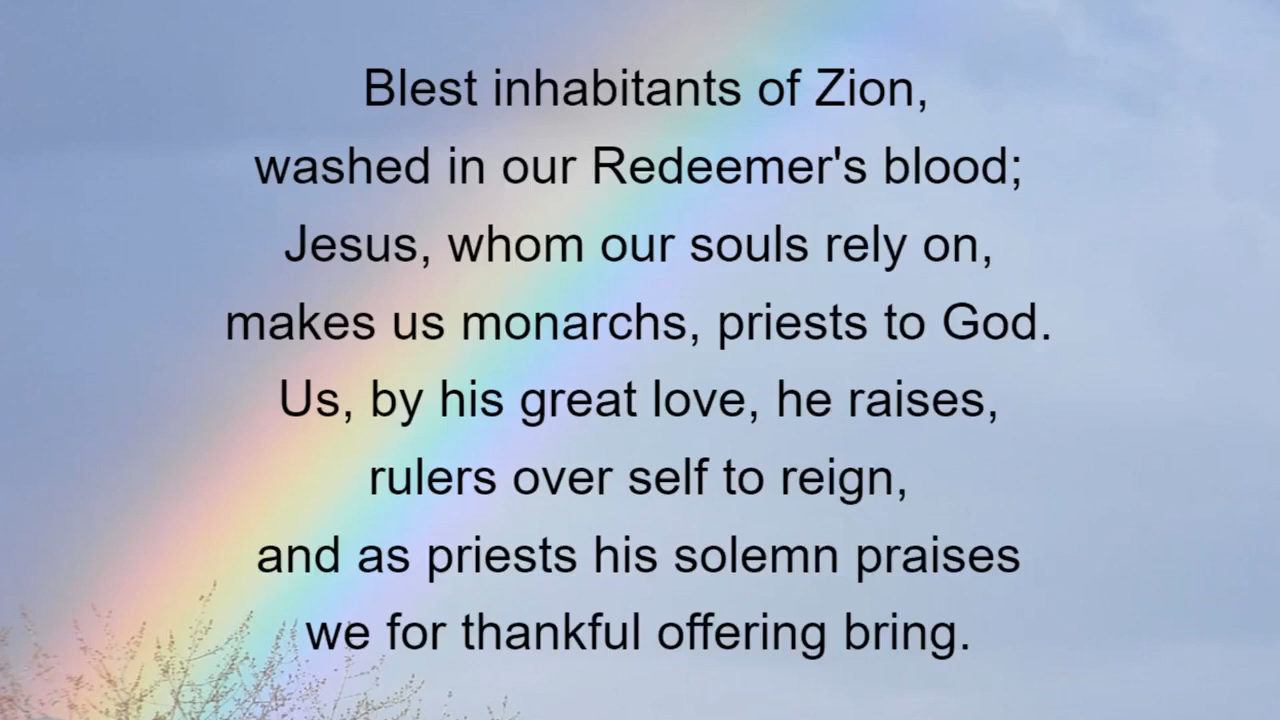 Blest inhabitants of Zion,
washed in our Redeemer's blood;
Jesus, whom our souls rely on,
makes us monarchs, priests to God.
Us, by his great love, he raises,
rulers over self to reign,
and as priests his solemn praises
we for thankful offering bring.